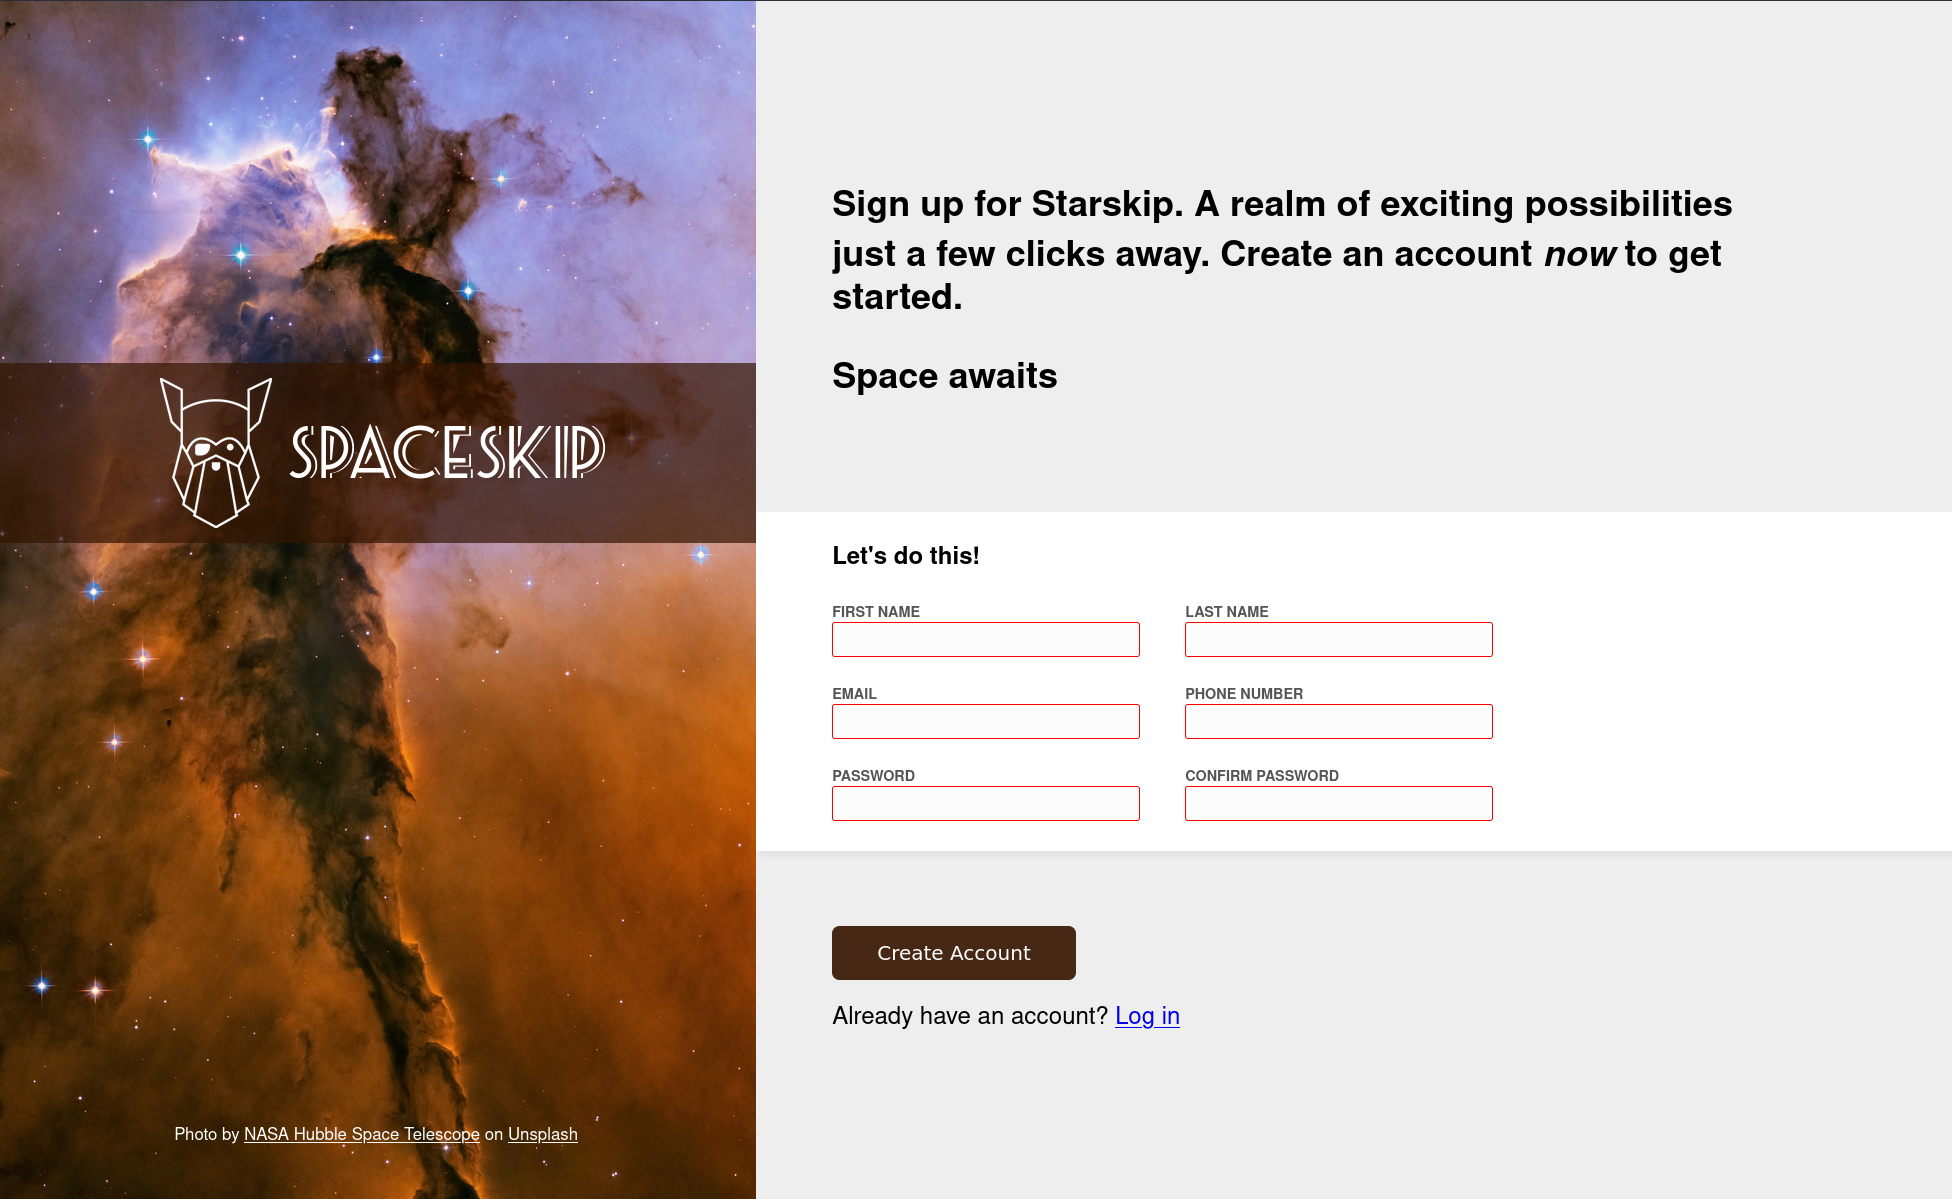 SPACESKIP
Photo by NASA Hubble Space Telescope on Unsplash
Sign up for Starskip. A realm of exciting possibilities
just a few clicks away. Create an account now to get
started.
Space awaits
Let's do this!
FIRST NAME
LAST NAME
EMAIL
PHONE NUMBER
PASSWORD
CONFIRM PASSWORD
Create Account
Already have an account? Log in